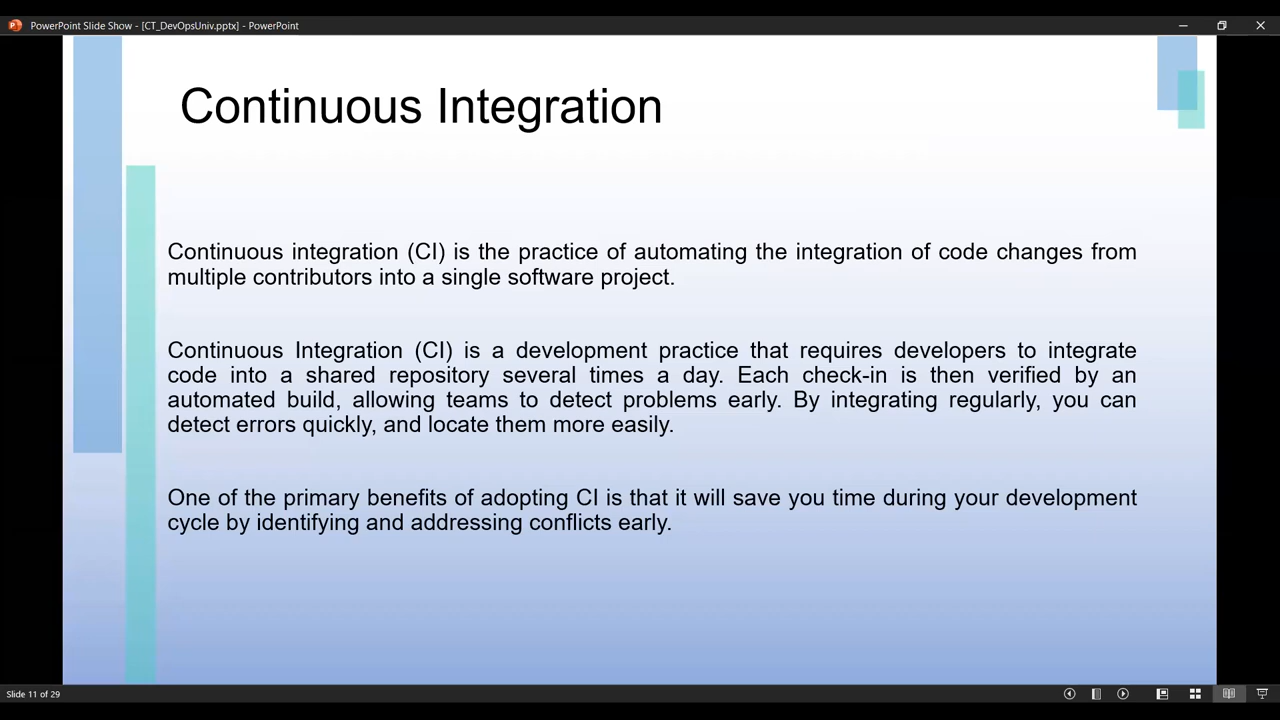 PowerPoint Slide Show - [CT_DevOpsUniv.pptx] - PowerPoint
Continuous Integration
Continuous integration (CI) is the practice of automating the integration of code changes from
multiple contributors into a single software project.
Continuous Integration (CI) is a development practice that requires developers to integrate
code into a shared repository several times a day. Each check-in is then verified by an
automated build, allowing teams to detect problems early. By integrating regularly, you can
detect errors quickly, and locate them more easily.
One of the primary benefits of adopting CI is that it will save you time during your development
cycle by identifying and addressing conflicts early.
Slide 11 of 29